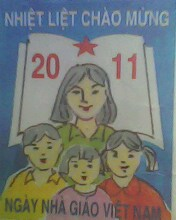 NHIỆT LIỆT CHÀO MỪNG
20 11
NGÀY NHÀ GIÁO VIỆT NAM